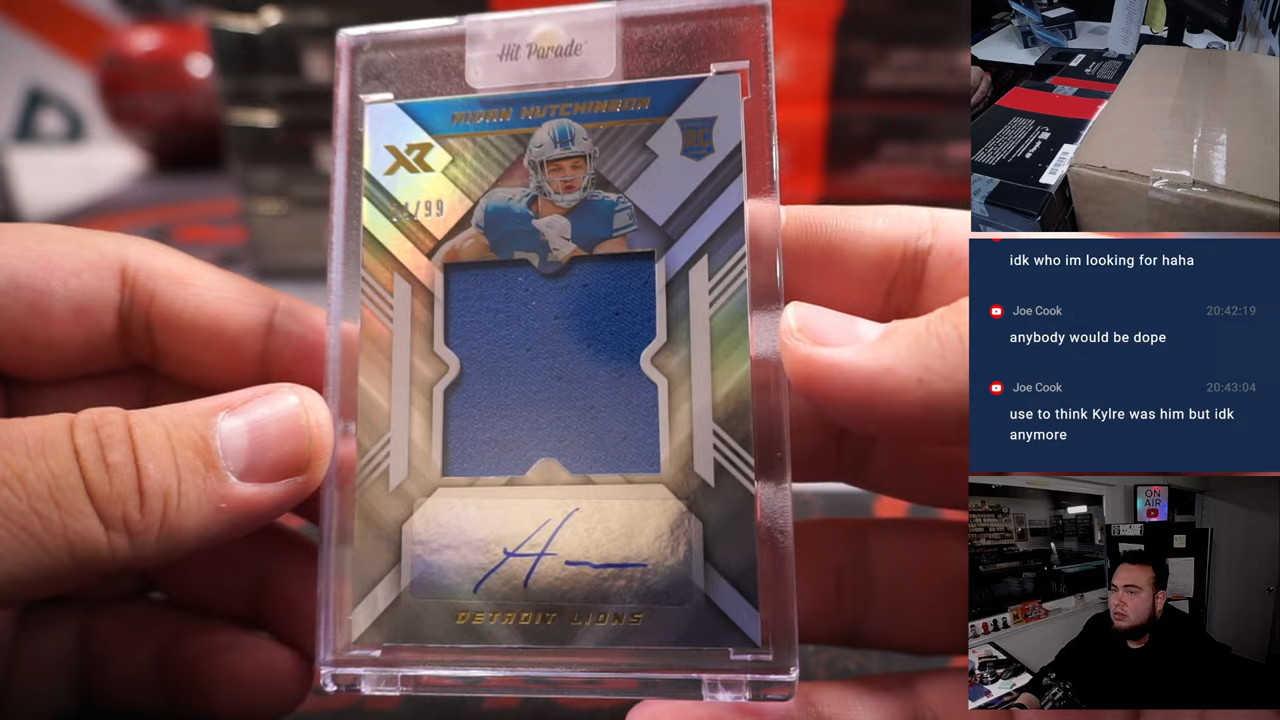 Hit Parade
AIDAN HUTCHINSON
XR
RC
/99
DETROIT LIONS
idk who im looking for haha
Joe Cook 20:42:19
anybody would be dope
Joe Cook 20:43:04
use to think Kylre was him but idk
anymore
ON
AIR